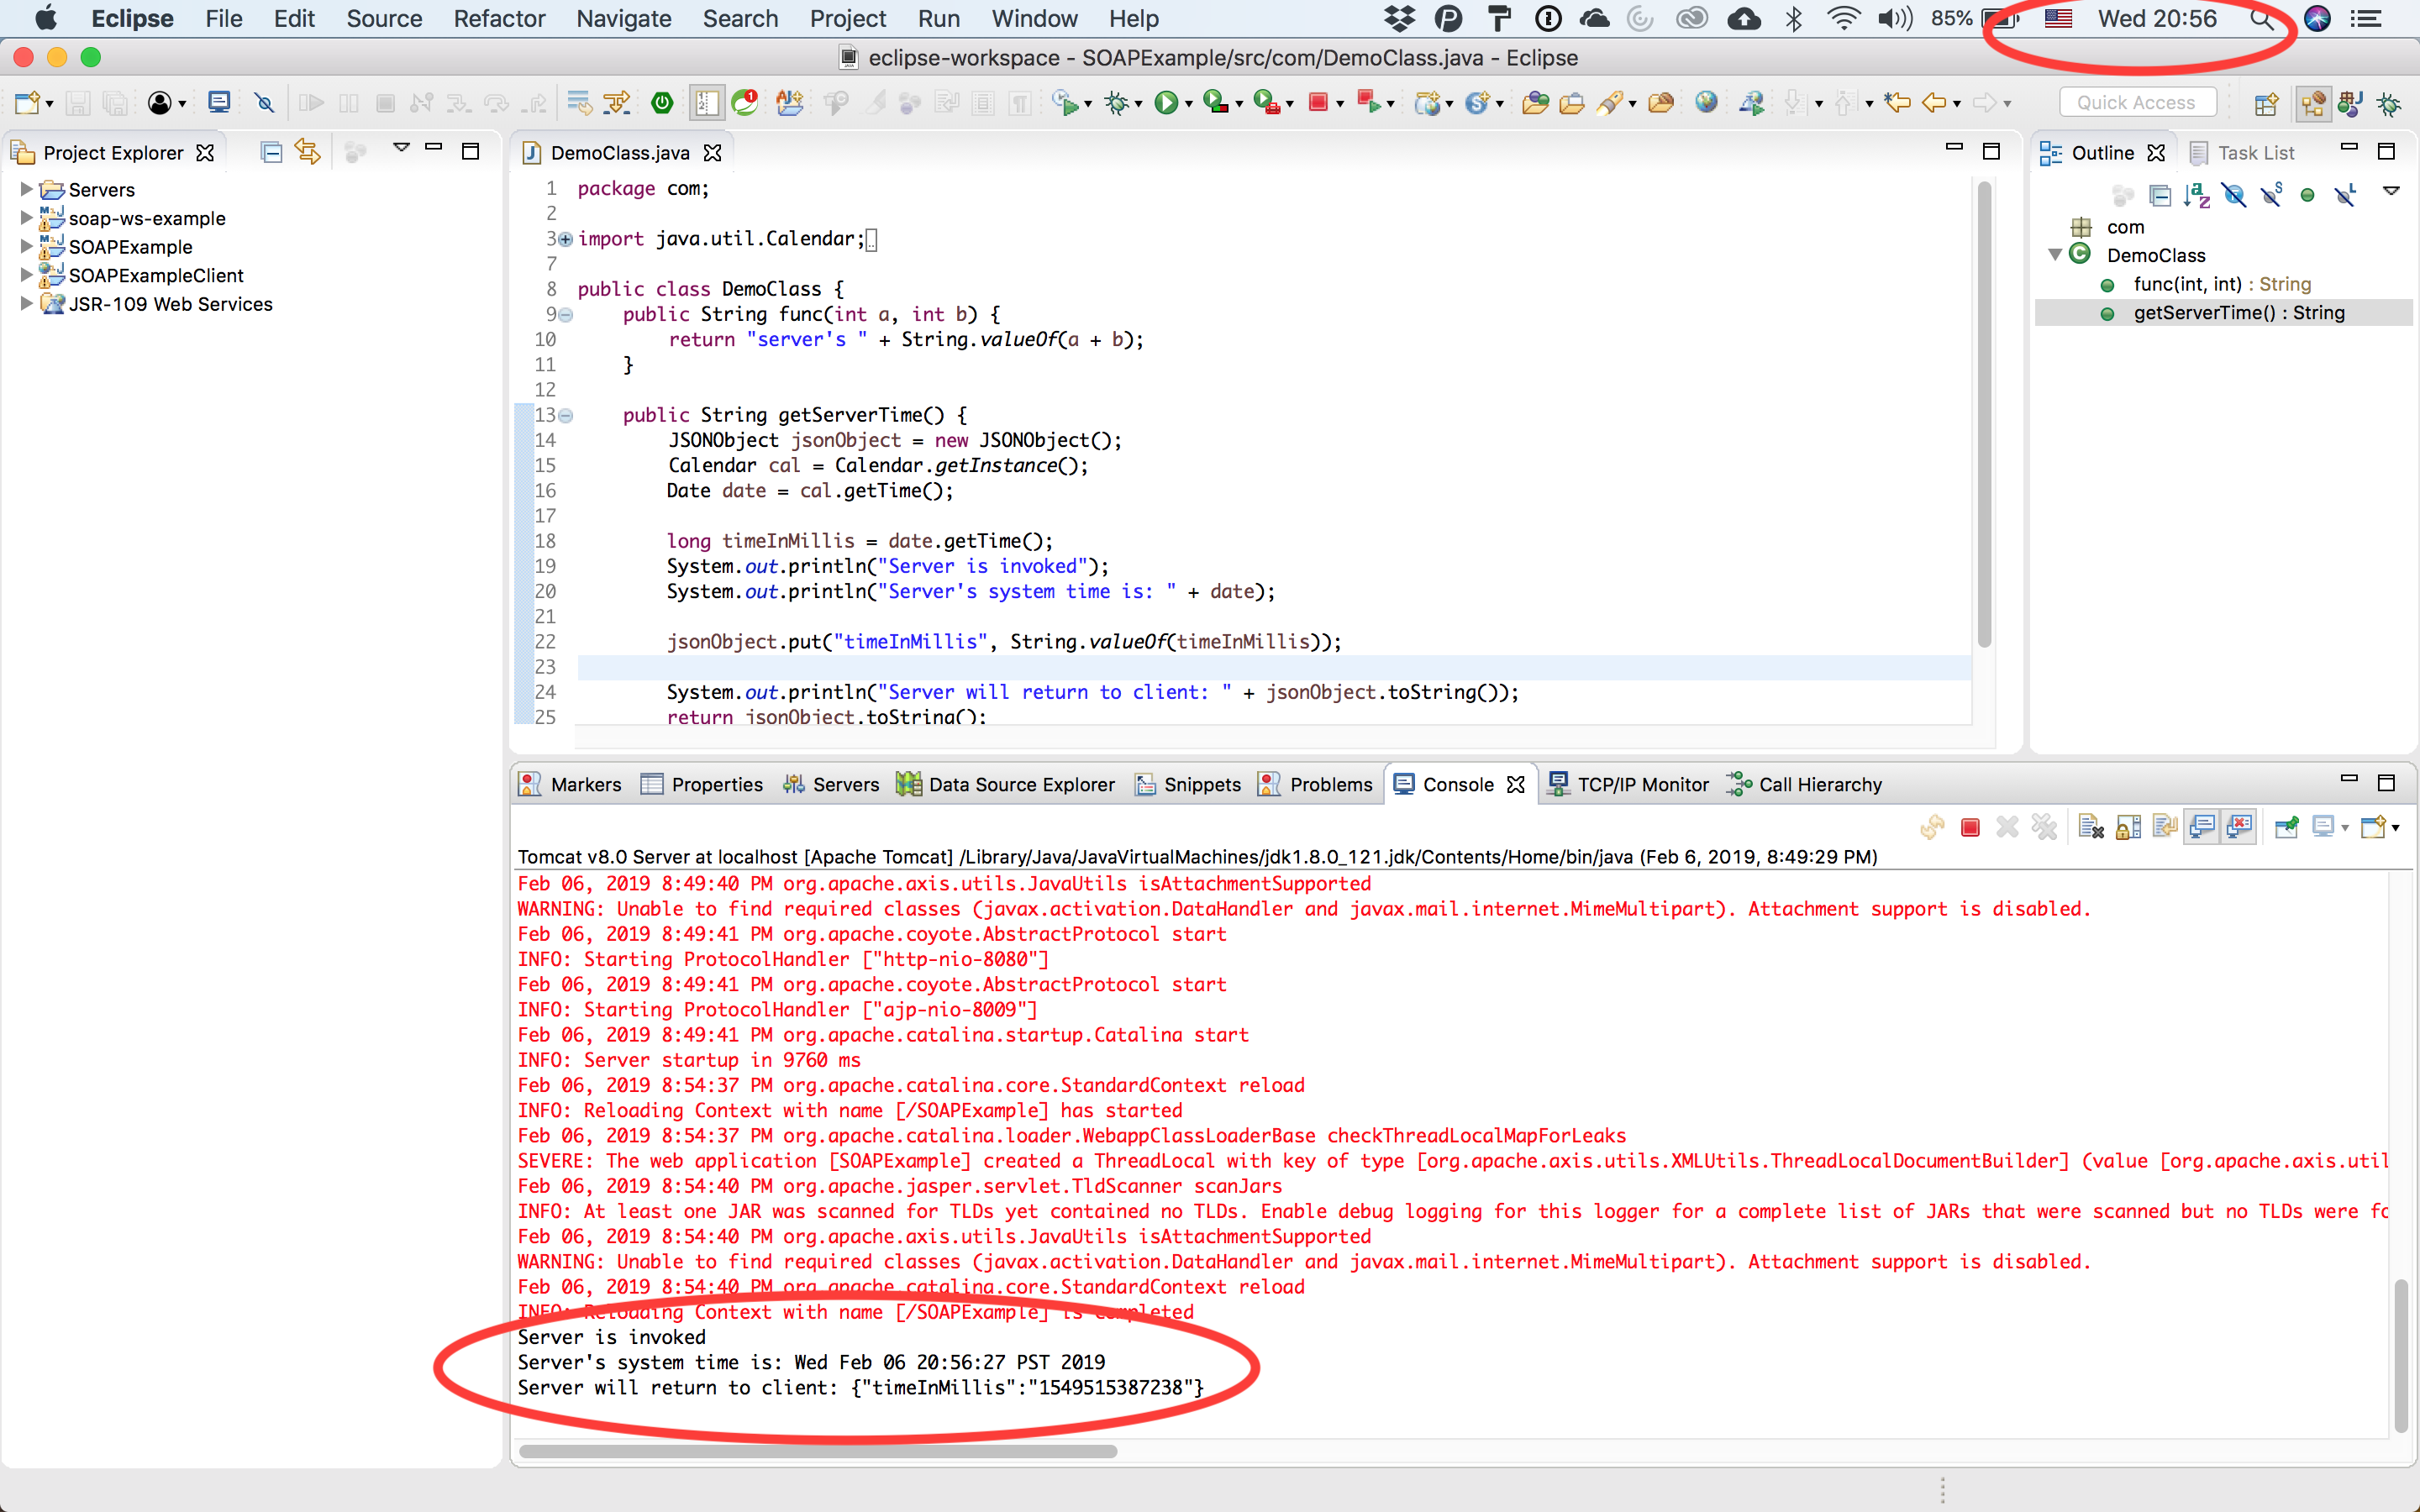 Eclipse File Edit Source Refactor Navigate Search Project Run Window Help 85% Wed 20:56
eclipse-workspace - SOAPExample/src/com/DemoClass.java - Eclipse
Quick Access
Project Explorer
Servers
soap-ws-example
SOAPExample
SOAPExampleClient
JSR-109 Web Services
DemoClass.java
1 package com;
2
3 import java.util.Calendar;
7
8 public class DemoClass {
9 public String func(int a, int b) {
10 return "server's " + String.valueOf(a + b);
11 }
12
13 public String getServerTime() {
14 JSONObject jsonObject = new JSONObject();
15 Calendar cal = Calendar.getInstance();
16 Date date = cal.getTime();
17
18 long timeInMillis = date.getTime();
19 System.out.println("Server is invoked");
20 System.out.println("Server's system time is: " + date);
21
22 jsonObject.put("timeInMillis", String.valueOf(timeInMillis));
23
24 System.out.println("Server will return to client: " + jsonObject.toString());
25 return jsonObject.toString();
Outline Task List
com
DemoClass
func(int, int) : String
getServerTime() : String
Markers Properties Servers Data Source Explorer Snippets Problems Console TCP/IP Monitor Call Hierarchy
Tomcat v8.0 Server at localhost [Apache Tomcat] /Library/Java/JavaVirtualMachines/jdk1.8.0_121.jdk/Contents/Home/bin/java (Feb 6, 2019, 8:49:29 PM)
Feb 06, 2019 8:49:40 PM org.apache.axis.utils.JavaUtils isAttachmentSupported
WARNING: Unable to find required classes (javax.activation.DataHandler and javax.mail.internet.MimeMultipart). Attachment support is disabled.
Feb 06, 2019 8:49:41 PM org.apache.coyote.AbstractProtocol start
INFO: Starting ProtocolHandler ["http-nio-8080"]
Feb 06, 2019 8:49:41 PM org.apache.coyote.AbstractProtocol start
INFO: Starting ProtocolHandler ["ajp-nio-8009"]
Feb 06, 2019 8:49:41 PM org.apache.catalina.startup.Catalina start
INFO: Server startup in 9760 ms
Feb 06, 2019 8:54:37 PM org.apache.catalina.core.StandardContext reload
INFO: Reloading Context with name [/SOAPExample] has started
Feb 06, 2019 8:54:37 PM org.apache.catalina.loader.WebappClassLoaderBase checkThreadLocalMapForLeaks
SEVERE: The web application [SOAPExample] created a ThreadLocal with key of type [org.apache.axis.utils.XMLUtils.ThreadLocalDocumentBuilder] (value [org.apache.axis.util
Feb 06, 2019 8:54:40 PM org.apache.jasper.servlet.TldScanner scanJars
INFO: At least one JAR was scanned for TLDs yet contained no TLDs. Enable debug logging for this logger for a complete list of JARs that were scanned but no TLDs were fo
Feb 06, 2019 8:54:40 PM org.apache.axis.utils.JavaUtils isAttachmentSupported
WARNING: Unable to find required classes (javax.activation.DataHandler and javax.mail.internet.MimeMultipart). Attachment support is disabled.
Feb 06, 2019 8:54:40 PM org.apache.catalina.core.StandardContext reload
INFO: Reloading Context with name [/SOAPExample] is completed
Server is invoked
Server's system time is: Wed Feb 06 20:56:27 PST 2019
Server will return to client: {"timeInMillis":"1549515387238"}